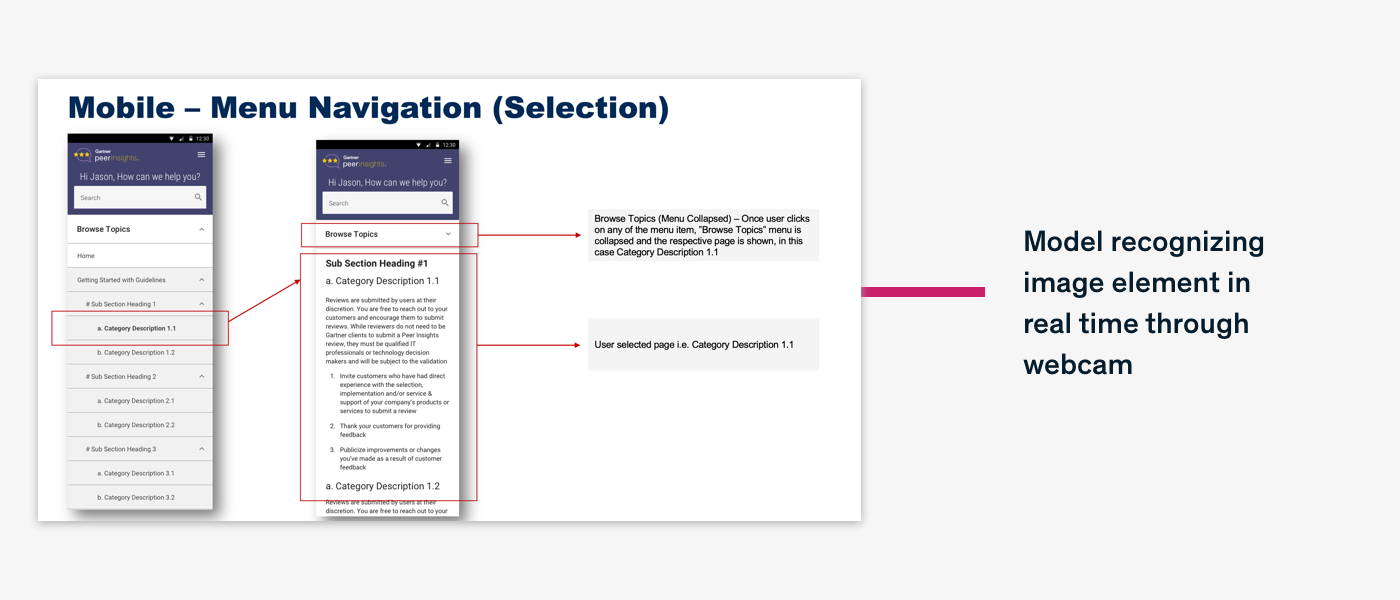 Mobile – Menu Navigation (Selection)
12:30
Gartner
peerinsights.
Hi Jason, How can we help you?
Search
Browse Topics
Home
Getting Started with Guidelines
# Sub Section Heading 1
a. Category Description 1.1
b. Category Description 1.2
# Sub Section Heading 2
a. Category Description 2.1
b. Category Description 2.2
# Sub Section Heading 3
a. Category Description 3.1
b. Category Description 3.2
12:30
Gartner
peerinsights.
Hi Jason, How can we help you?
Search
Browse Topics
Sub Section Heading #1
a. Category Description 1.1
Reviews are submitted by users at their
discretion. You are free to reach out to your
customers and encourage them to submit
reviews. While reviewers do not need to be
Gartner clients to submit a Peer Insights
review, they must be qualified IT
professionals or technology decision
makers and will be subject to the validation
1. Invite customers who have had direct
experience with the selection,
implementation and/or service &
support of your company's products or
services to submit a review
2. Thank your customers for providing
feedback
3. Publicize improvements or changes
you've made as a result of customer
feedback
a. Category Description 1.2
Reviews are submitted by users at their
discretion. You are free to reach out to your
Browse Topics (Menu Collapsed) – Once user clicks
on any of the menu item, "Browse Topics" menu is
collapsed and the respective page is shown, in this
case Category Description 1.1
User selected page i.e. Category Description 1.1
Model recognizing
image element in
real time through
webcam